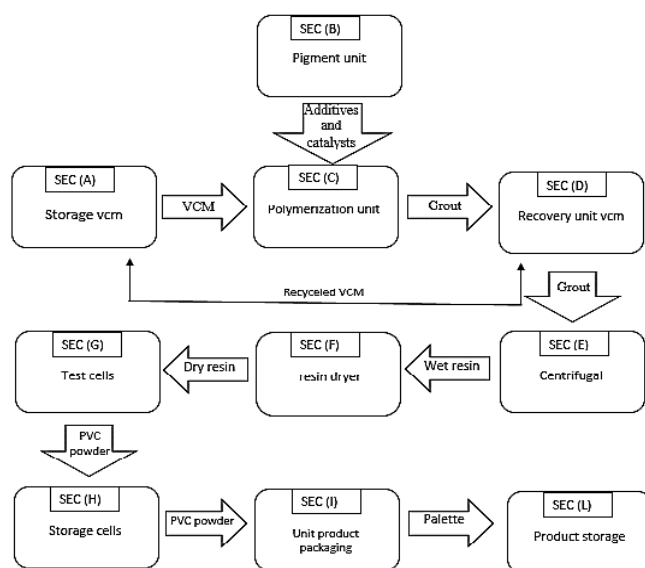 SEC (B)
Pigment unit
Additives
and
catalysts
SEC (A)
Storage vcm
VCM
SEC (C)
Polymerization unit
Grout
SEC (D)
Recovery unit vcm
Recyceled VCM
Grout
SEC (G)
Test cells
Dry resin
SEC (F)
resin dryer
Wet resin
SEC (E)
Centrifugal
PVC
powder
SEC (H)
Storage cells
PVC powder
SEC (I)
Unit product
packaging
Palette
SEC (L)
Product storage